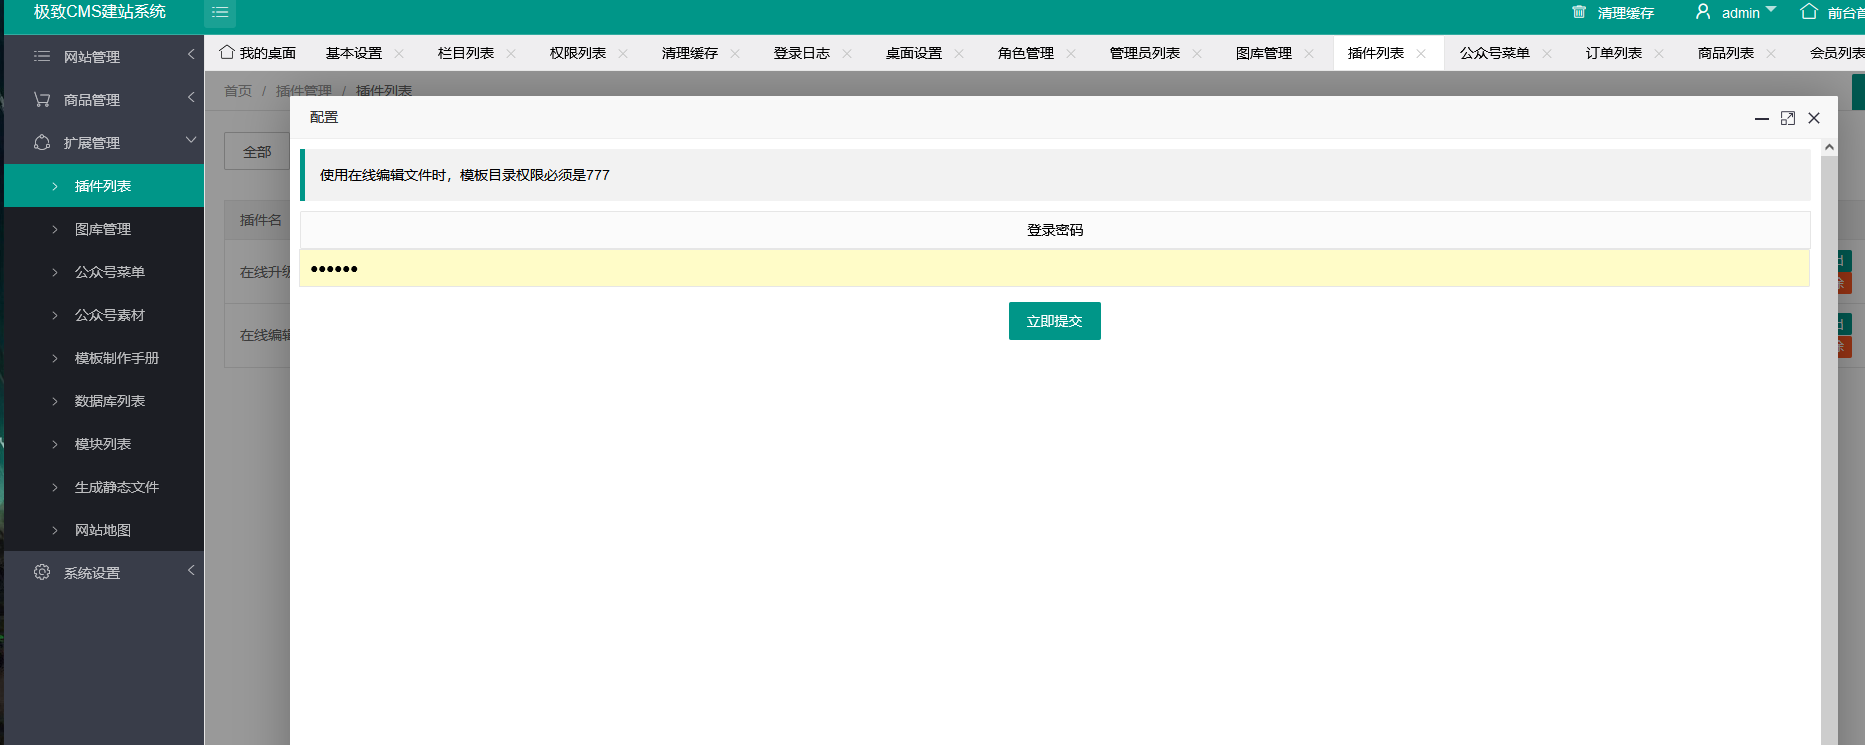 极致CMS建站系统
清理缓存
admin
前台首
网站管理
商品管理
扩展管理
插件列表
图库管理
公众号菜单
公众号素材
模板制作手册
数据库列表
模块列表
生成静态文件
网站地图
系统设置
我的桌面 基本设置 栏目列表 权限列表 清理缓存 登录日志 桌面设置 角色管理 管理员列表 图库管理 插件列表 公众号菜单 订单列表 商品列表 会员列表
首页 / 插件管理 / 插件列表
全部
插件名
在线升级
在线编辑
配置
使用在线编辑文件时，模板目录权限必须是777
登录密码
••••••
立即提交